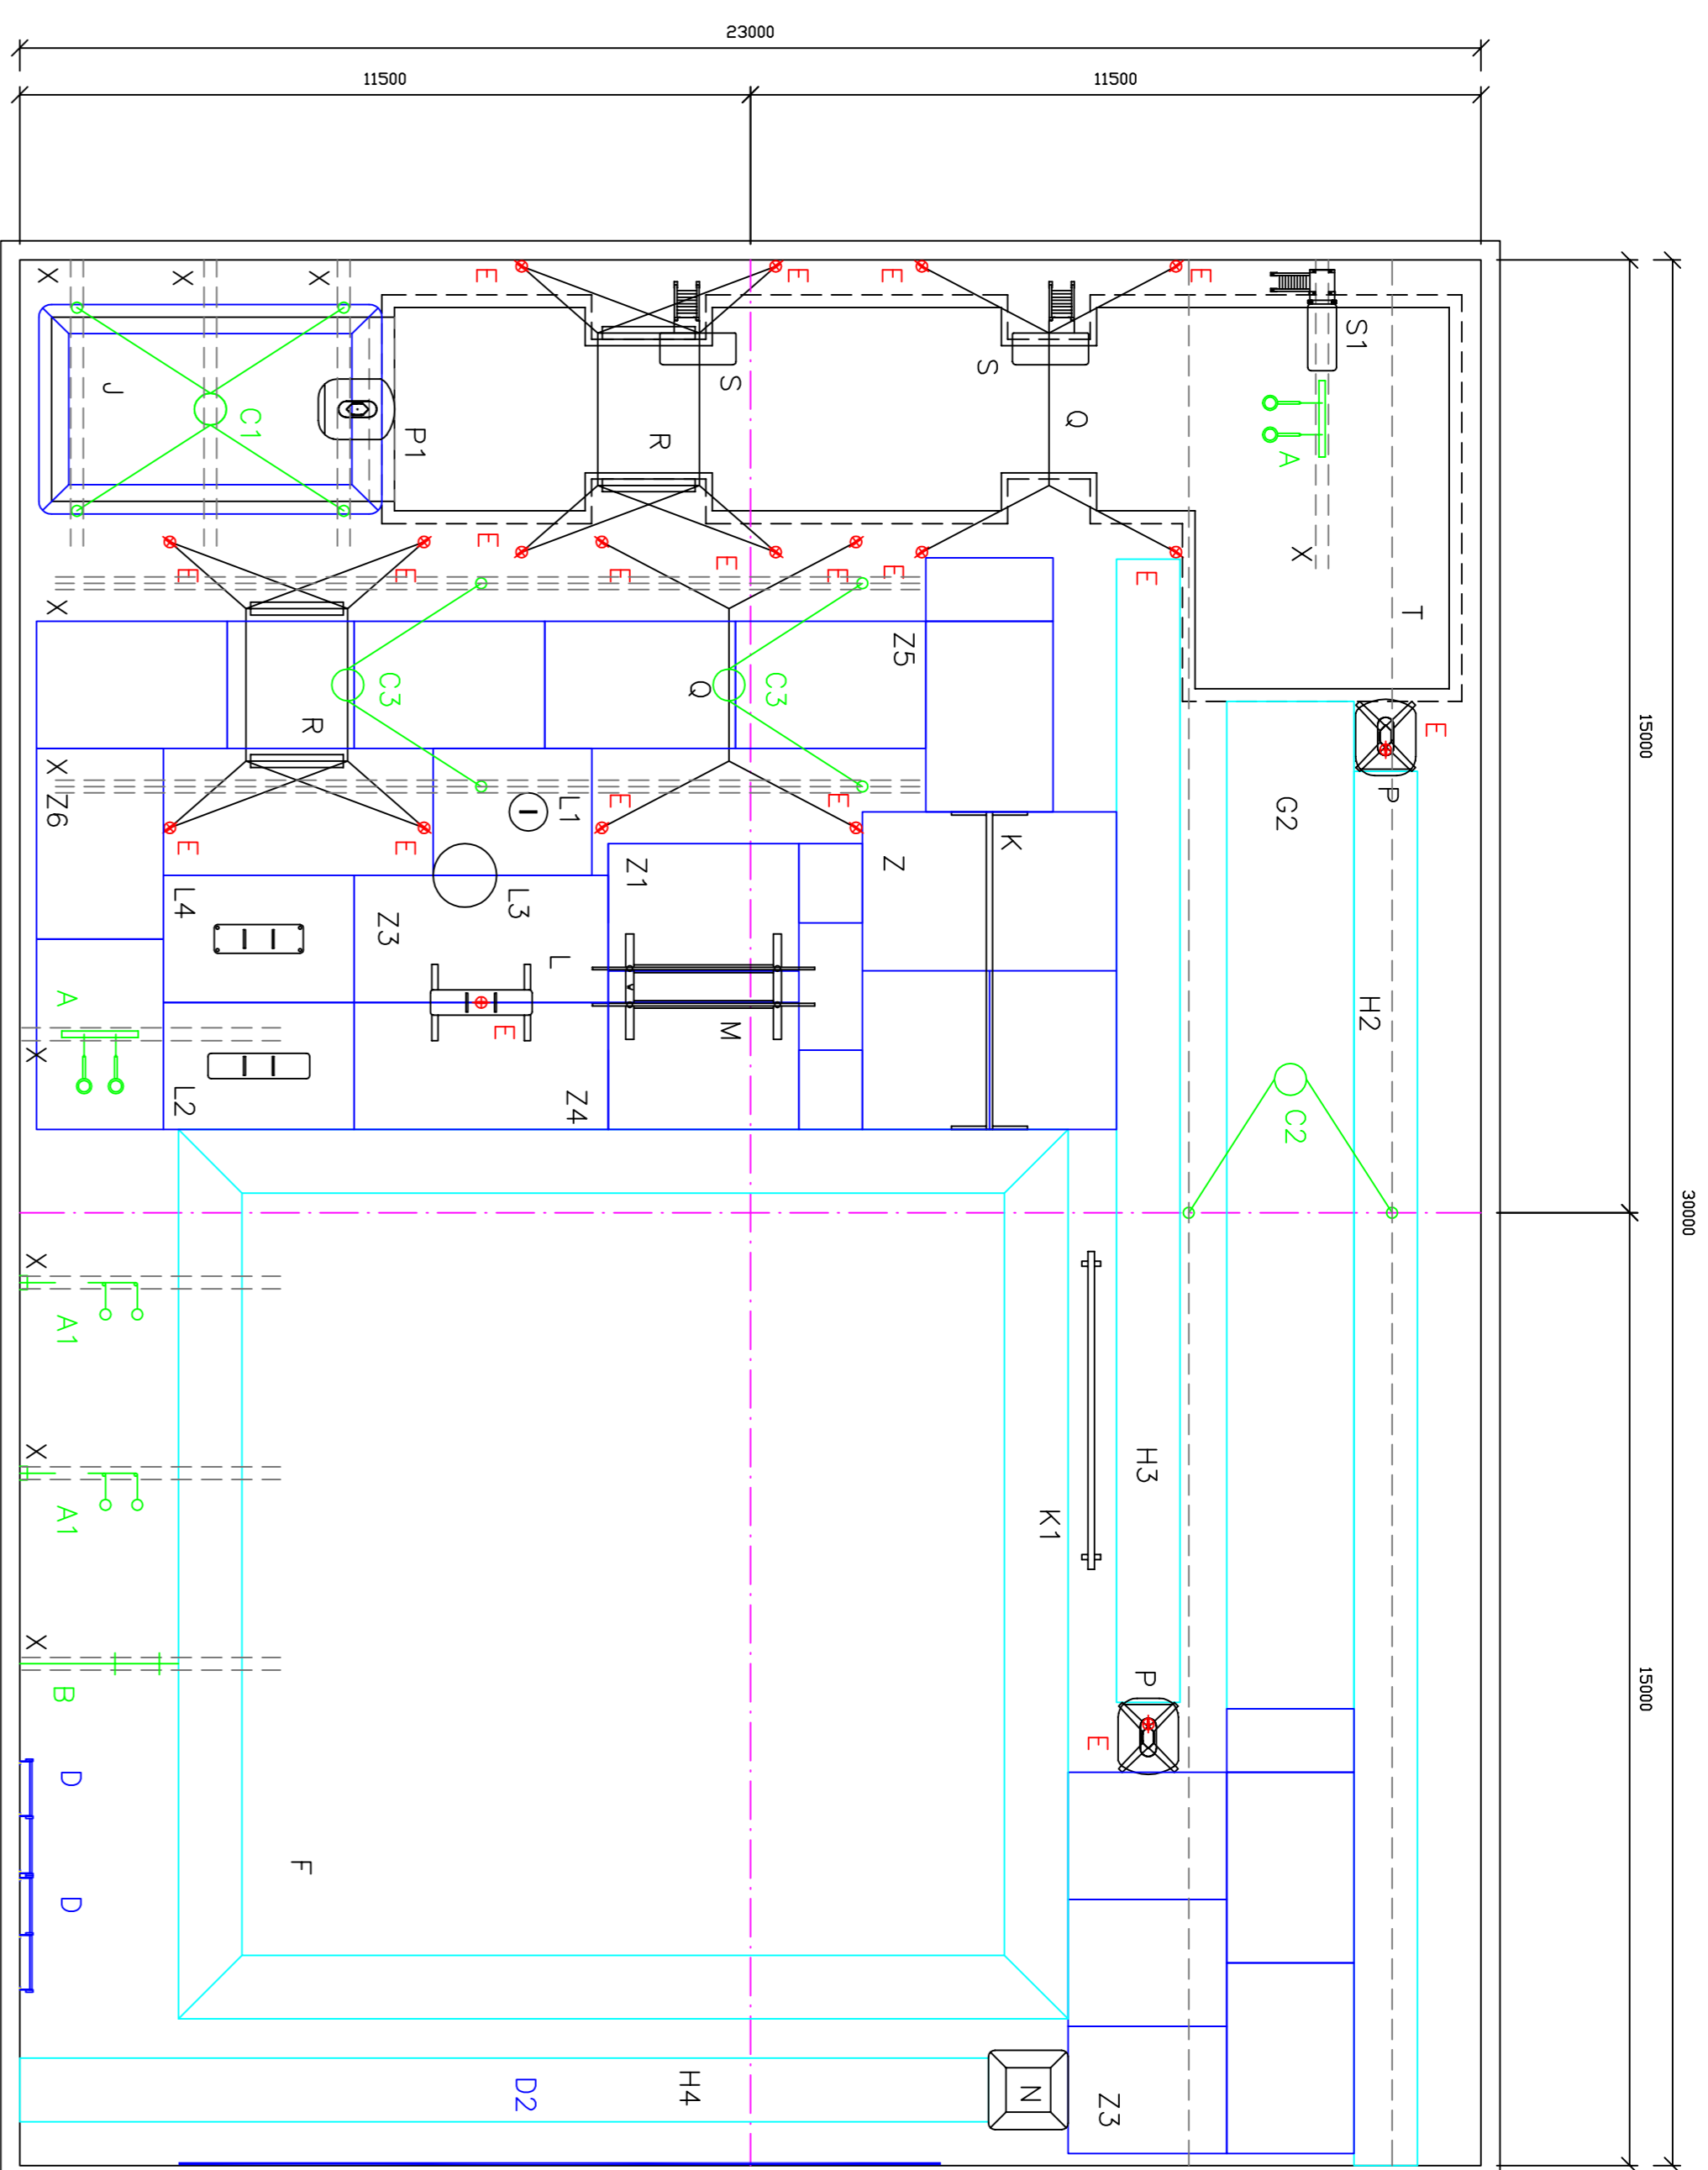 23000
11500
11500
15000
30000
15000
X
X
X
E
E
E
E
S1
S
S
Q
C1
J
P1
R
A
X
E
E
E
E
E
E
E
E
T
X
Z5
C3
C3
Q
R
E
P
G2
X
Z6
L1
E
E
K
E
E
Z1
Z
L4
L3
Z3
L
A
H2
E
M
X
L2
Z4
C2
X
A1
X
H3
A1
K1
X
P
B
E
D
F
D
D2
H4
N
Z3